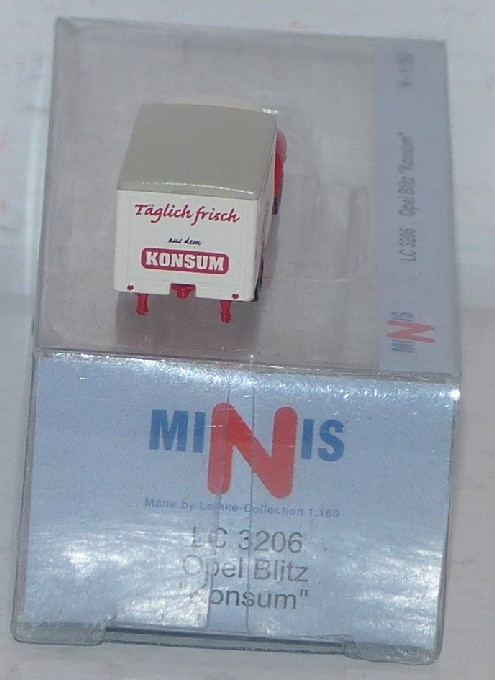 Täglich frisch
aus dem
KONSUM
LC 3206 Opel Blitz "Konsum"
MINIS
MINIS
Made by Lemke-Collection 1:160
LC 3206
Opel Blitz
"Konsum"